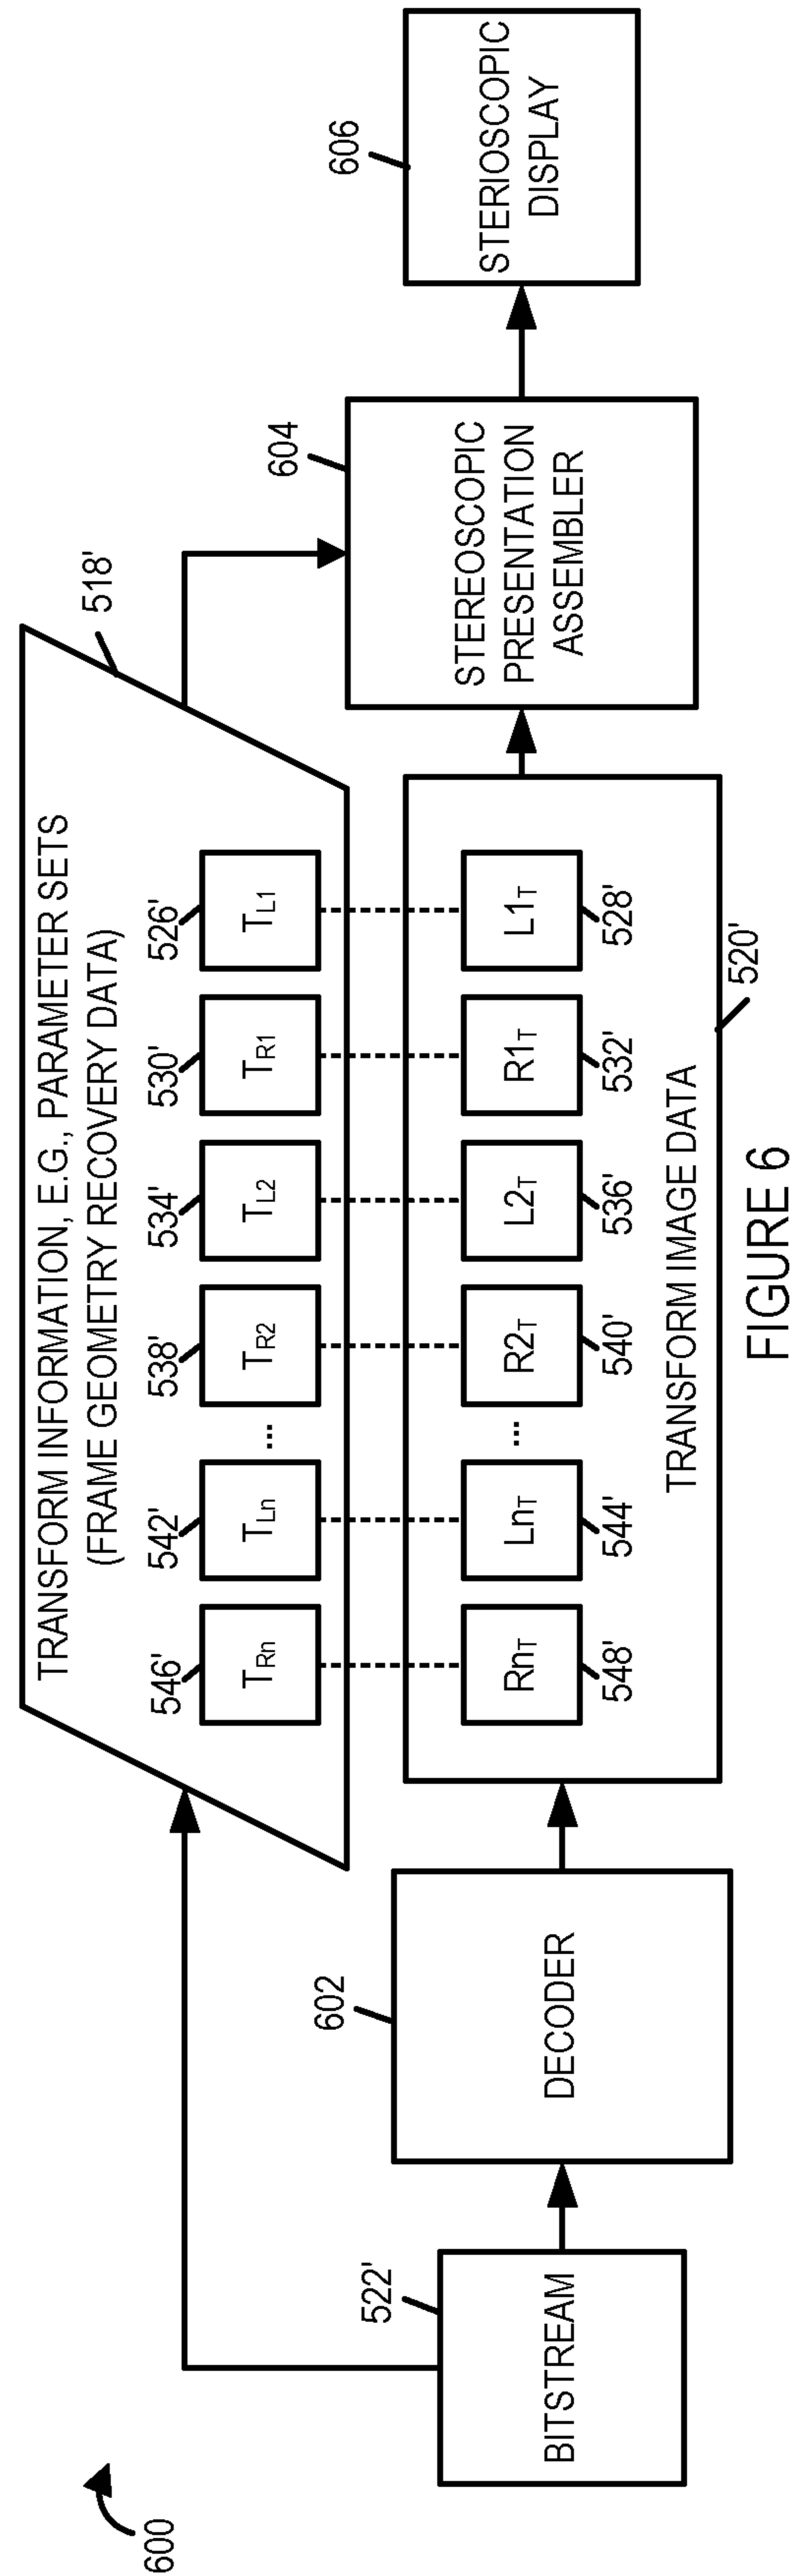 600
TRANSFORM INFORMATION, E.G., PARAMETER SETS
(FRAME GEOMETRY RECOVERY DATA)
518'
546'
542'
538'
534'
530'
526'
TRn
TLn
...
TR2
TL2
TR1
TL1
522'
BITSTREAM
602
DECODER
RnT
LnT
...
R2T
L2T
R1T
L1T
548'
544'
540'
536'
532'
528'
TRANSFORM IMAGE DATA
520'
604
STEREOSCOPIC
PRESENTATION
ASSEMBLER
606
STERIOSCOPIC
DISPLAY
FIGURE 6